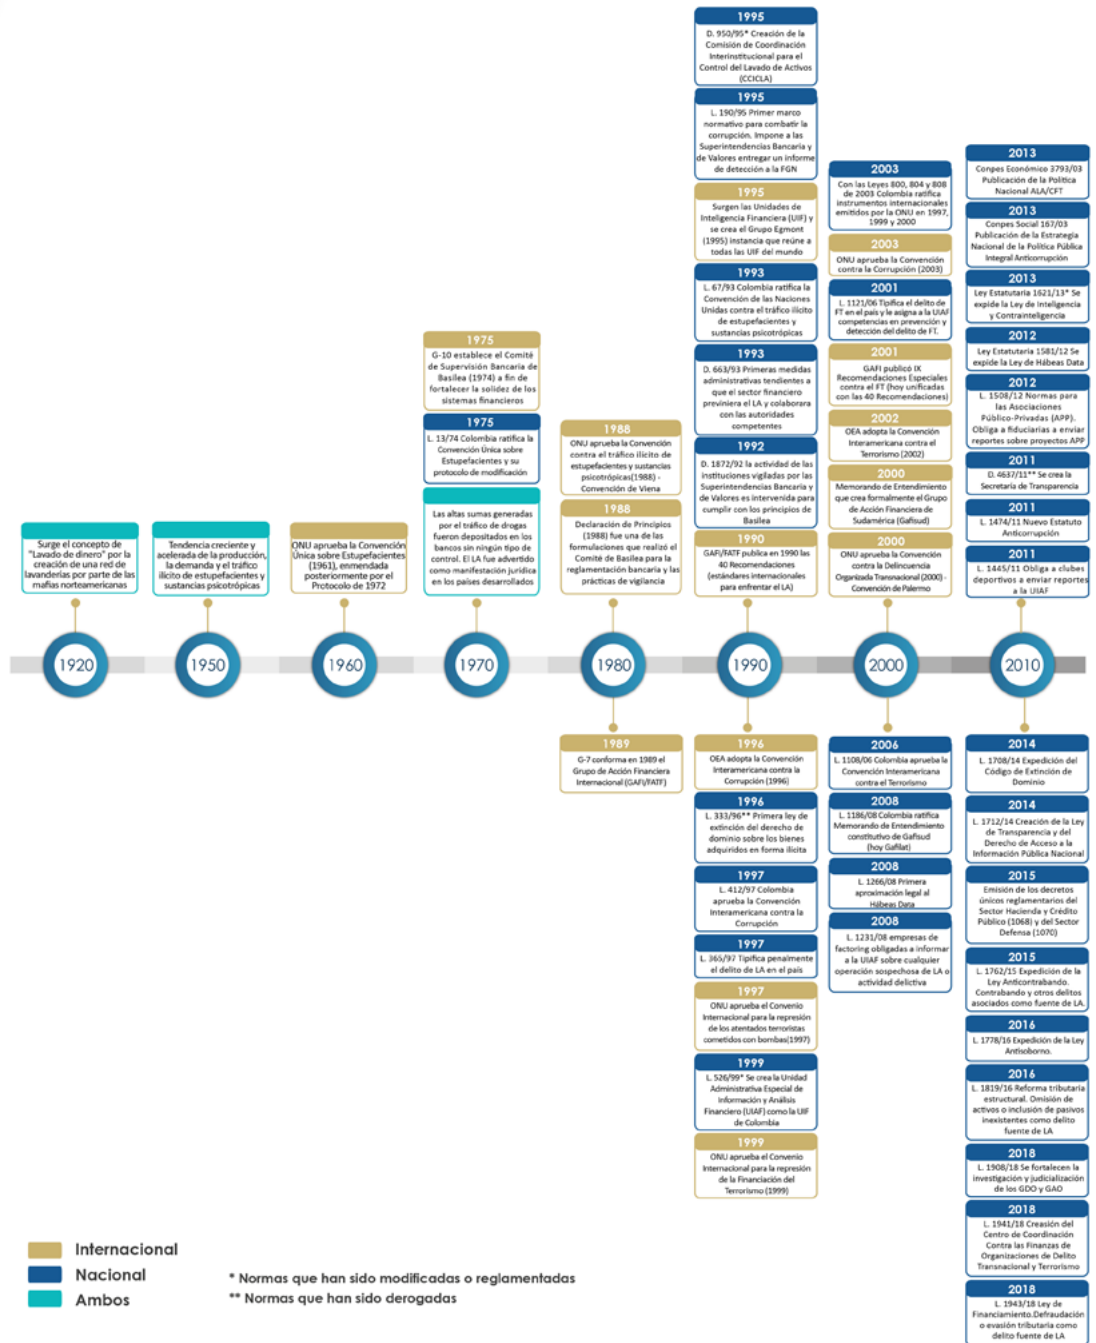 1995
D. 950/95* Creación de la
Comisión de Coordinación
Interinstitucional para el
Control del Lavado de Activos
(CCICLA)
1995
L. 190/95 Primer marco
normativo para combatir la
corrupción. Impone a las
Superintendencias Bancaria y
de Valores entregar un informe
de detección a la FGN
1995
Surgen las Unidades de
Inteligencia Financiera (UIF) y
se crea el Grupo Egmont
(1995) instancia que reúne a
todas las UIF del mundo
1993
L. 67/93 Colombia ratifica la
Convención de las Naciones
Unidas contra el tráfico ilícito
de estupefacientes y
sustancias psicotrópicas
1993
D. 663/93 Primeras medidas
administrativas tendientes a
que el sector financiero
previniera el LA y colaborara
con las autoridades
competentes
1992
D. 1872/92 la actividad de las
instituciones vigiladas por las
Superintendencias Bancaria y
de Valores es intervenida para
cumplir con los principios de
Basilea
1990
GAFI/FATF publica en 1990 las
40 Recomendaciones
(estándares internacionales
para enfrentar el LA)
2003
Con las Leyes 800, 804 y 808
de 2003 Colombia ratifica
instrumentos internacionales
emitidos por la ONU en 1997,
1999 y 2000
2003
ONU aprueba la Convención
contra la Corrupción (2003)
2001
L. 1121/06 Tipifica el delito de
FT en el país y le asigna a la UIAF
competencias en prevención y
detección del delito de FT.
2001
GAFI publicó IX
Recomendaciones Especiales
contra el FT (hoy unificadas
con las 40 Recomendaciones)
2002
OEA adopta la Convención
Interamericana contra el
Terrorismo (2002)
2000
Memorando de Entendimiento
que crea formalmente el Grupo
de Acción Financiera de
Sudamérica (Gafisud)
2000
ONU aprueba la Convención
contra la Delincuencia
Organizada Transnacional (2000) -
Convención de Palermo
2013
Conpes Económico 3793/03
Publicación de la Política
Nacional ALA/CFT
2013
Conpes Social 167/03
Publicación de la Estrategia
Nacional de la Política Pública
Integral Anticorrupción
2013
Ley Estatutaria 1621/13* Se
expide la Ley de Inteligencia
y Contrainteligencia
2012
Ley Estatutaria 1581/12 Se
expide la Ley de Hábeas Data
2012
L. 1508/12 Normas para
las Asociaciones
Público-Privadas (APP).
Obliga a fiduciarias a enviar
reportes sobre proyectos APP
2011
D. 4637/11** Se crea la
Secretaría de Transparencia
2011
L. 1474/11 Nuevo Estatuto
Anticorrupción
2011
L. 1445/11 Obliga a clubes
deportivos a enviar reportes
a la UIAF
1975
G-10 establece el Comité
de Supervisión Bancaria de
Basilea (1974) a fin de
fortalecer la solidez de los
sistemas financieros
1975
L. 13/74 Colombia ratifica la
Convención Única sobre
Estupefacientes y su
protocolo de modificación
Las altas sumas generadas
por el tráfico de drogas
fueron depositados en los
bancos sin ningún tipo de
control. El LA fue advertido
como manifestación jurídica
en los países desarrollados
1988
ONU aprueba la Convención
contra el tráfico ilícito de
estupefacientes y sustancias
psicotrópicas(1988) -
Convención de Viena
1988
Declaración de Principios
(1988) fue una de las
formulaciones que realizó el
Comité de Basilea para la
reglamentación bancaria y las
prácticas de vigilancia
Surge el concepto de
"Lavado de dinero" por la
creación de una red de
lavanderias por parte de las
mafias norteamericanas
Tendencia creciente y
acelerada de la producción,
la demanda y el tráfico
ilícito de estupefacientes y
sustancias psicotrópicas
ONU aprueba la Convención
Única sobre Estupefacientes
(1961), enmendada
posteriormente por el
Protocolo de 1972
1920
1950
1960
1970
1980
1990
2000
2010
1989
G-7 conforma en 1989 el
Grupo de Acción Financiera
Internacional (GAFI/FATF)
1996
OEA adopta la Convención
Interamericana contra la
Corrupción (1996)
1996
L. 333/96** Primera ley de
extinción del derecho de
dominio sobre los bienes
adquiridos en forma ilícita
1997
L. 412/97 Colombia
aprueba la Convención
Interamericana contra la
Corrupción
1997
L. 365/97 Tipifica penalmente
el delito de LA en el país
1997
ONU aprueba el Convenio
Internacional para la represión
de los atentados terroristas
cometidos con bombas(1997)
1999
L. 526/99* Se crea la Unidad
Administrativa Especial de
Información y Análisis
Financiero (UIAF) como la UIF
de Colombia
1999
ONU aprueba el Convenio
Internacional para la represión
de la Financiación del
Terrorismo (1999)
2006
L. 1108/06 Colombia aprueba la
Convención Interamericana
contra el Terrorismo
2008
L. 1186/08 Colombia ratifica
Memorando de Entendimiento
constitutivo de Gafisud
(hoy Gafilat)
2008
L. 1266/08 Primera
aproximación legal al
Hábeas Data
2008
L. 1231/08 empresas de
factoring obligadas a informar
a la UIAF sobre cualquier
operación sospechosa de LA o
actividad delictiva
2014
L. 1708/14 Expedición del
Código de Extinción de
Dominio
2014
L. 1712/14 Creación de la Ley
de Transparencia y del
Derecho de Acceso a la
Información Pública Nacional
2015
Emisión de los decretos
únicos reglamentarios del
Sector Hacienda y Crédito
Público (1068) y del Sector
Defensa (1070)
2015
L. 1762/15 Expedición de la
Ley Anticontrabando.
Contrabando y otros delitos
asociados como fuente de LA.
2016
L. 1778/16 Expedición de la Ley
Antisoborno.
2016
L. 1819/16 Reforma tributaria
estructural. Omisión de
activos o inclusión de pasivos
inexistentes como delito
fuente de LA
2018
L. 1908/18 Se fortalecen la
investigación y judicialización
de los GDO y GAO
2018
L. 1941/18 Creasión del
Centro de Coordinación
Contra las Finanzas de
Organizaciones de Delito
Transnacional y Terrorismo
2018
L. 1943/18 Ley de
Financiamiento.Defraudación
o evasión tributaria como
delito fuente de LA
Internacional
Nacional
Ambos
* Normas que han sido modificadas o reglamentadas
** Normas que han sido derogadas